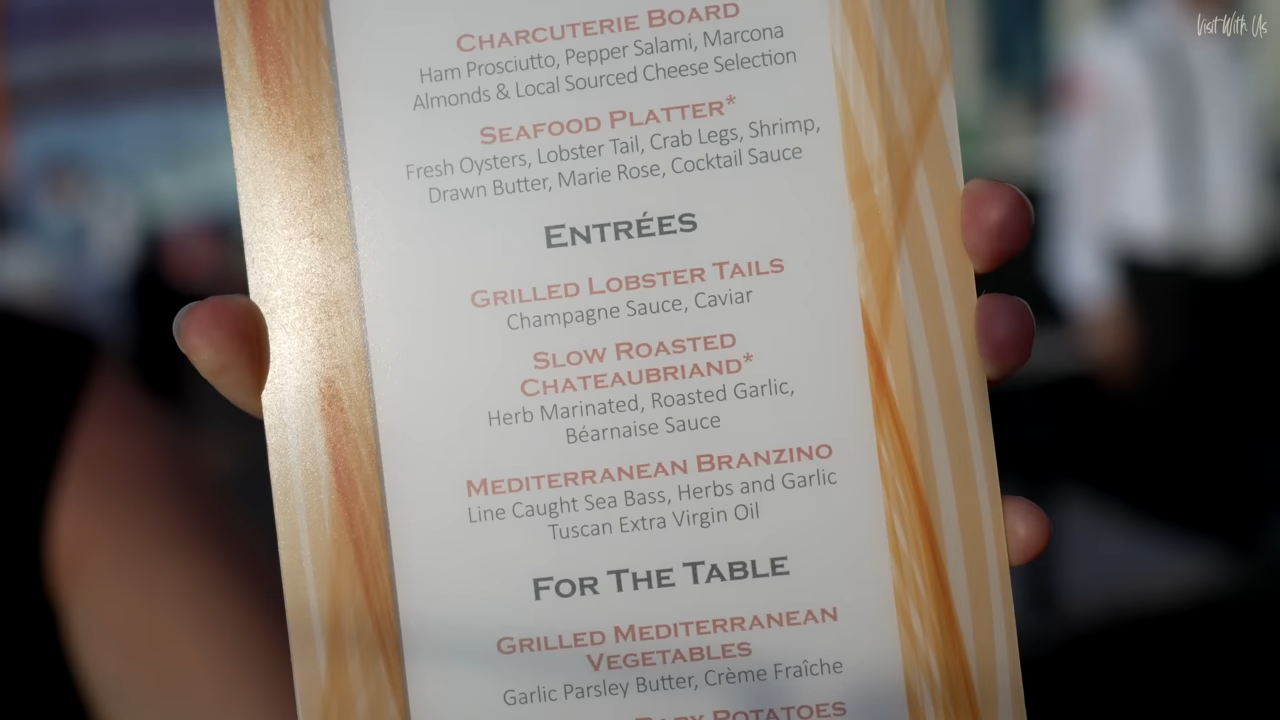 Visit With Us
CHARCUTERIE BOARD
Ham Prosciutto, Pepper Salami, Marcona
Almonds & Local Sourced Cheese Selection
SEAFOOD PLATTER*
Fresh Oysters, Lobster Tail, Crab Legs, Shrimp,
Drawn Butter, Marie Rose, Cocktail Sauce
ENTRÉES
GRILLED LOBSTER TAILS
Champagne Sauce, Caviar
SLOW ROASTED
CHATEAUBRIAND*
Herb Marinated, Roasted Garlic,
Béarnaise Sauce
MEDITERRANEAN BRANZINO
Line Caught Sea Bass, Herbs and Garlic
Tuscan Extra Virgin Oil
FOR THE TABLE
GRILLED MEDITERRANEAN
VEGETABLES
Garlic Parsley Butter, Crème Fraîche
BABY POTATOES